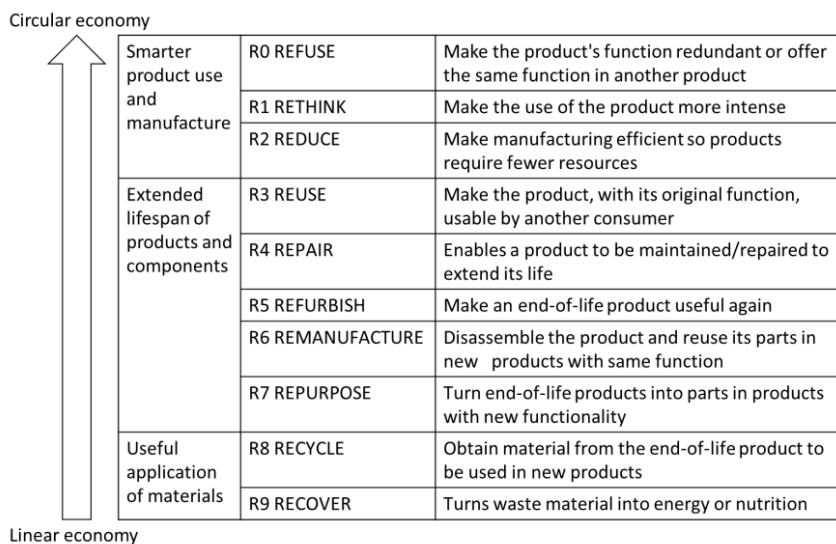 Circular economy
Smarter
product use
and
manufacture
R0 REFUSE
Make the product's function redundant or offer
the same function in another product
R1 RETHINK
Make the use of the product more intense
R2 REDUCE
Make manufacturing efficient so products
require fewer resources
Extended
lifespan of
products and
components
R3 REUSE
Make the product, with its original function,
usable by another consumer
R4 REPAIR
Enables a product to be maintained/repaired to
extend its life
R5 REFURBISH
Make an end-of-life product useful again
R6 REMANUFACTURE
Disassemble the product and reuse its parts in
new products with same function
R7 REPURPOSE
Turn end-of-life products into parts in products
with new functionality
Useful
application
of materials
R8 RECYCLE
Obtain material from the end-of-life product to
be used in new products
R9 RECOVER
Turns waste material into energy or nutrition
Linear economy